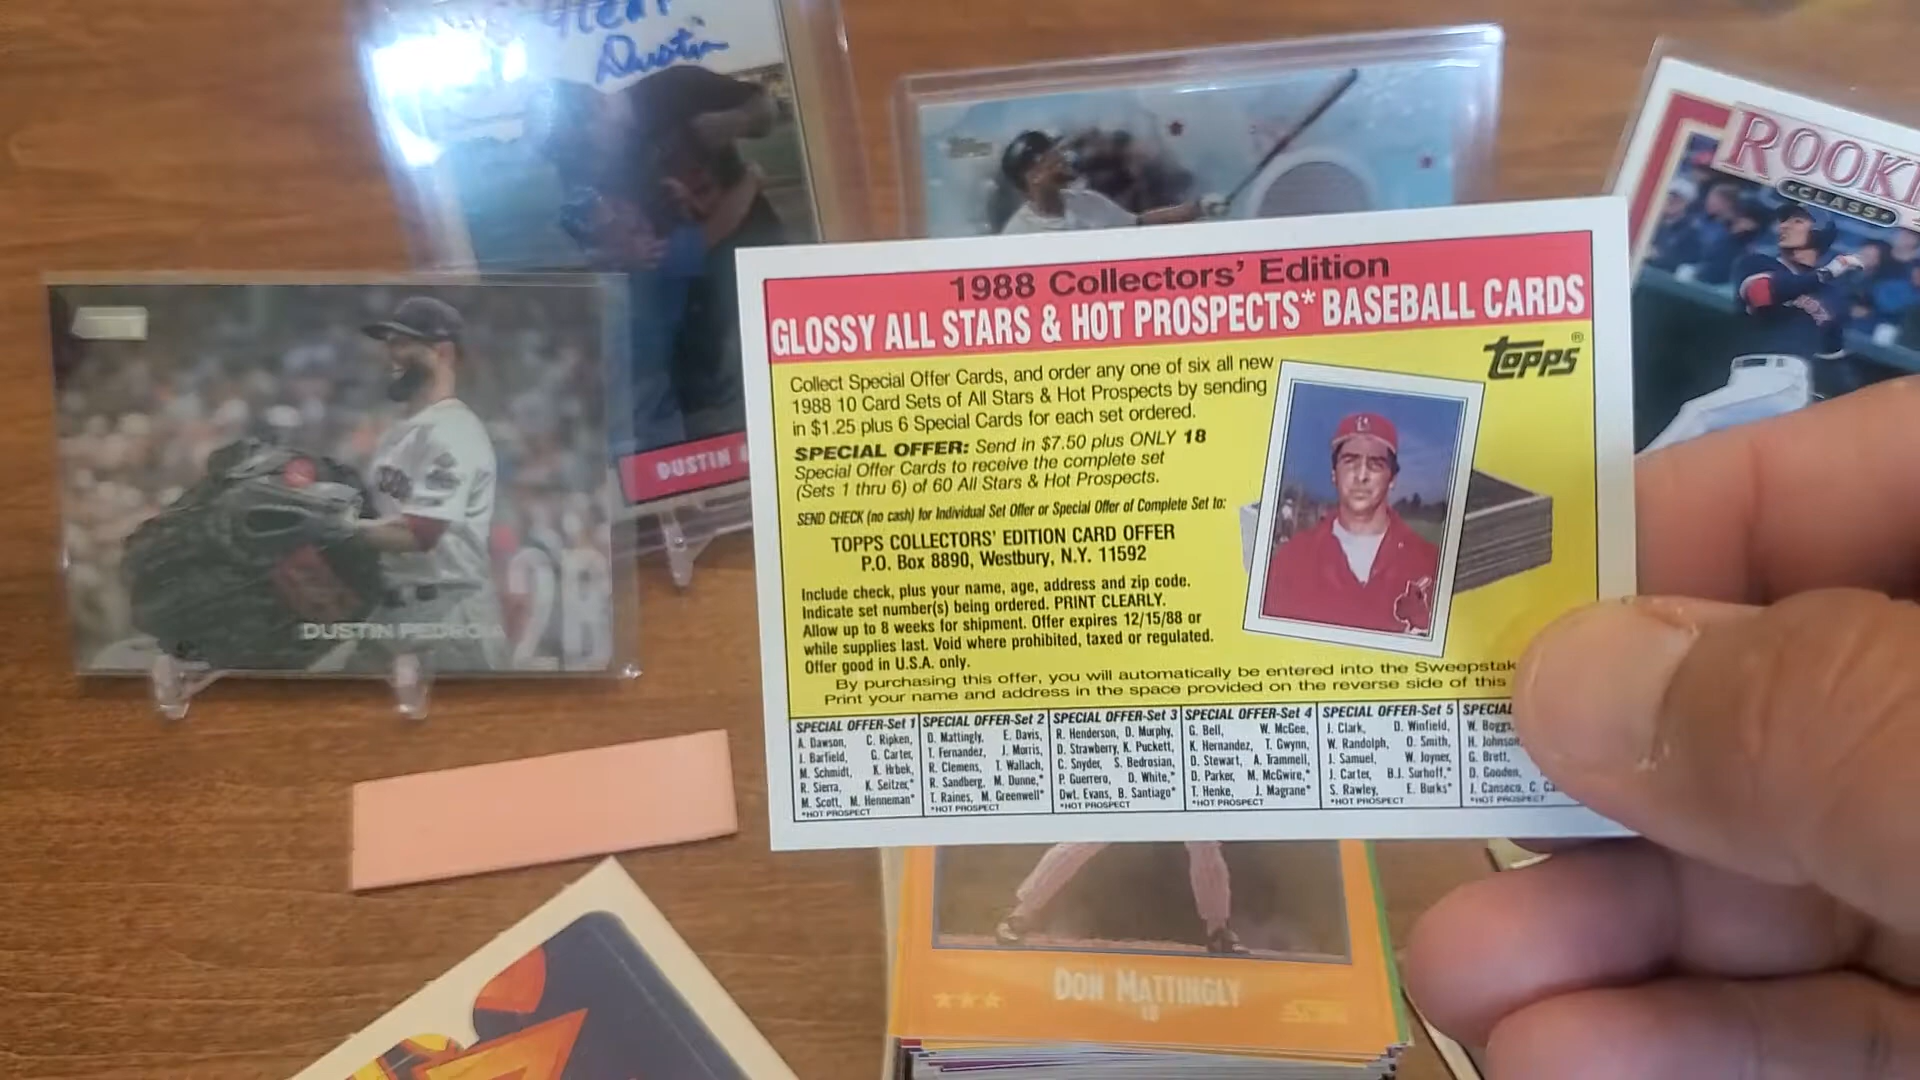 Dustin
topps
ROOKI
CLASS
DUSTIN
DUSTIN PEDROIA
28
1988 Collectors' Edition
GLOSSY ALL STARS & HOT PROSPECTS* BASEBALL CARDS
topps®
Collect Special Offer Cards, and order any one of six all new
1988 10 Card Sets of All Stars & Hot Prospects by sending
in $1.25 plus 6 Special Cards for each set ordered.
SPECIAL OFFER: Send in $7.50 plus ONLY 18
Special Offer Cards to receive the complete set
(Sets 1 thru 6) of 60 All Stars & Hot Prospects.
SEND CHECK (no cash) for Individual Set Offer or Special Offer of Complete Set to:
TOPPS COLLECTORS' EDITION CARD OFFER
P.O. Box 8890, Westbury, N.Y. 11592
Include check, plus your name, age, address and zip code.
Indicate set number(s) being ordered. PRINT CLEARLY.
Allow up to 8 weeks for shipment. Offer expires 12/15/88 or
while supplies last. Void where prohibited, taxed or regulated.
Offer good in U.S.A. only.
By purchasing this offer, you will automatically be entered into the Sweepstak
Print your name and address in the space provided on the reverse side of this
SPECIAL OFFER-Set 1
A. Dawson, C. Ripken,
J. Barfield, G. Carter,
M. Schmidt, K. Hrbek,
R. Sierra, K. Seitzer*
M. Scott, M. Henneman*
*HOT PROSPECT
SPECIAL OFFER-Set 2
D. Mattingly, E. Davis,
T. Fernandez, J. Morris,
R. Clemens, T. Wallach,
R. Sandberg, M. Dunne,*
T. Raines, M. Greenwell*
*HOT PROSPECT
SPECIAL OFFER-Set 3
R. Henderson, D. Murphy,
D. Strawberry, K. Puckett,
C. Snyder, S. Bedrosian,
P. Guerrero, D. White,*
Dwt. Evans, B. Santiago*
*HOT PROSPECT
SPECIAL OFFER-Set 4
G. Bell, W. McGee,
K. Hernandez, T. Gwynn,
D. Stewart, A. Trammell,
D. Parker, M. McGwire,*
T. Henke, J. Magrane*
*HOT PROSPECT
SPECIAL OFFER-Set 5
J. Clark, D. Winfield,
W. Randolph, O. Smith,
J. Samuel, W. Joyner,
J. Carter, B.J. Surhoff,*
S. Rawley, E. Burks*
*HOT PROSPECT
SPECIAL
W. Boggs,
H. Johnson,
G. Brett,
D. Gooden,
J. Canseco, C.
*HOT PROSPECT
DON MATTINGLY
1B